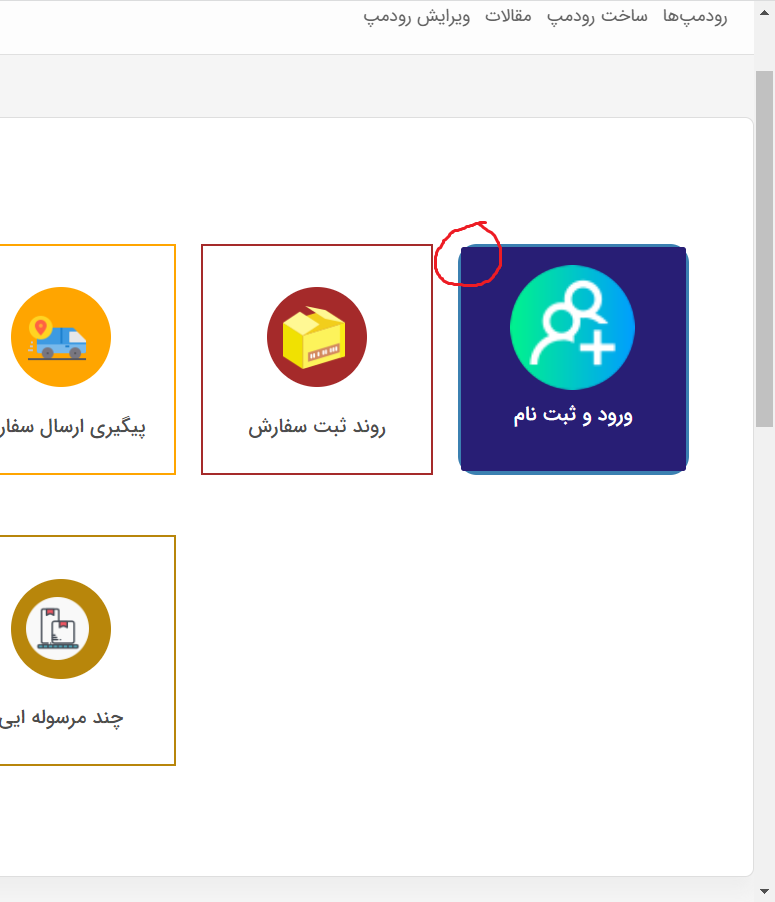 رودمپ‌ها ساخت رودمپ مقالات ویرایش رودمپ
ورود و ثبت نام
روند ثبت سفارش
پیگیری ارسال سفار
چند مرسوله ایی